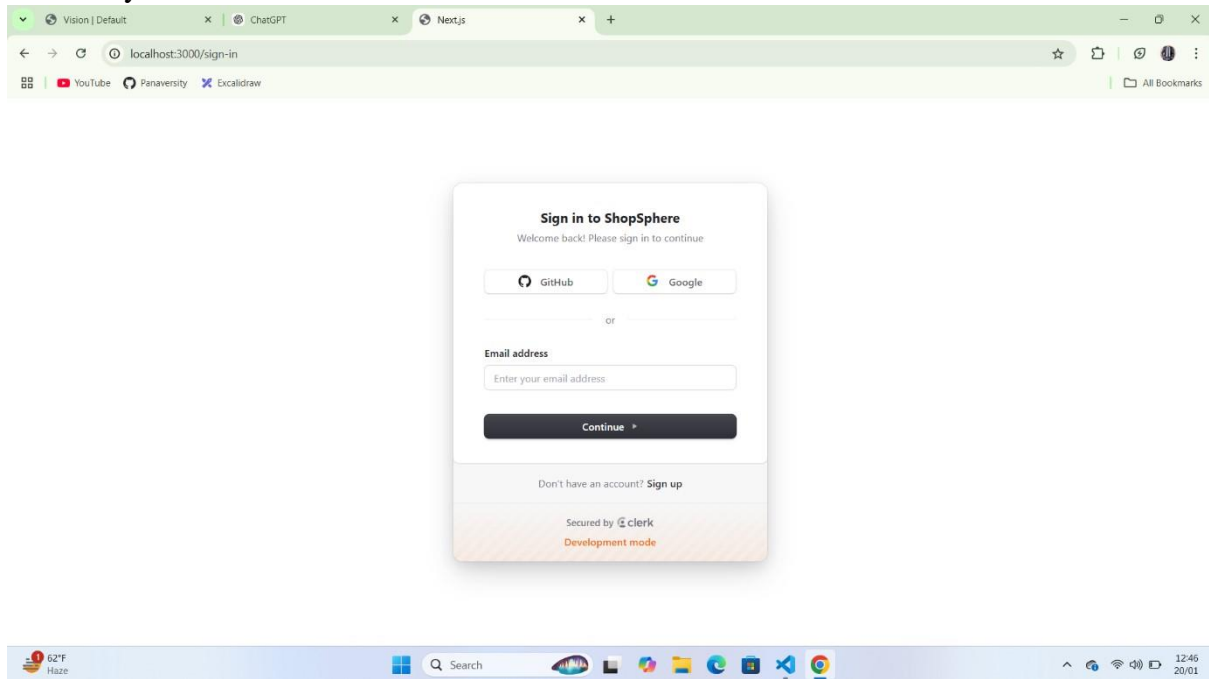 Vision | Default
ChatGPT
Next.js
localhost:3000/sign-in
YouTube
Panaversity
Excalidraw
All Bookmarks
Sign in to ShopSphere
Welcome back! Please sign in to continue
GitHub
Google
or
Email address
Enter your email address
Continue
Don't have an account? Sign up
Secured by clerk
Development mode
1
62°F
Haze
Search
12:46
20/01